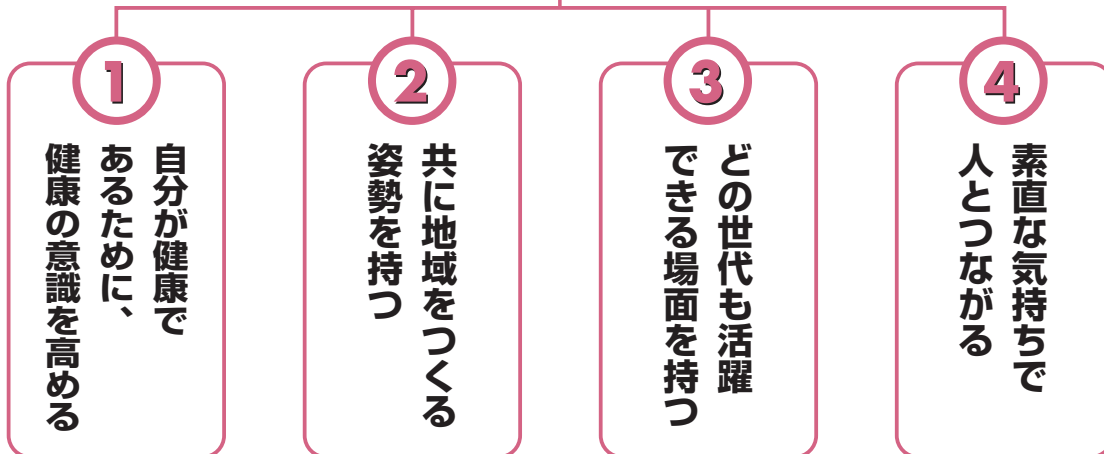 1
自分が健康で
あるために、
健康の意識を高める
2
共に地域をつくる
姿勢を持つ
3
どの世代も活躍
できる場面を持つ
4
素直な気持ちで
人とつながる